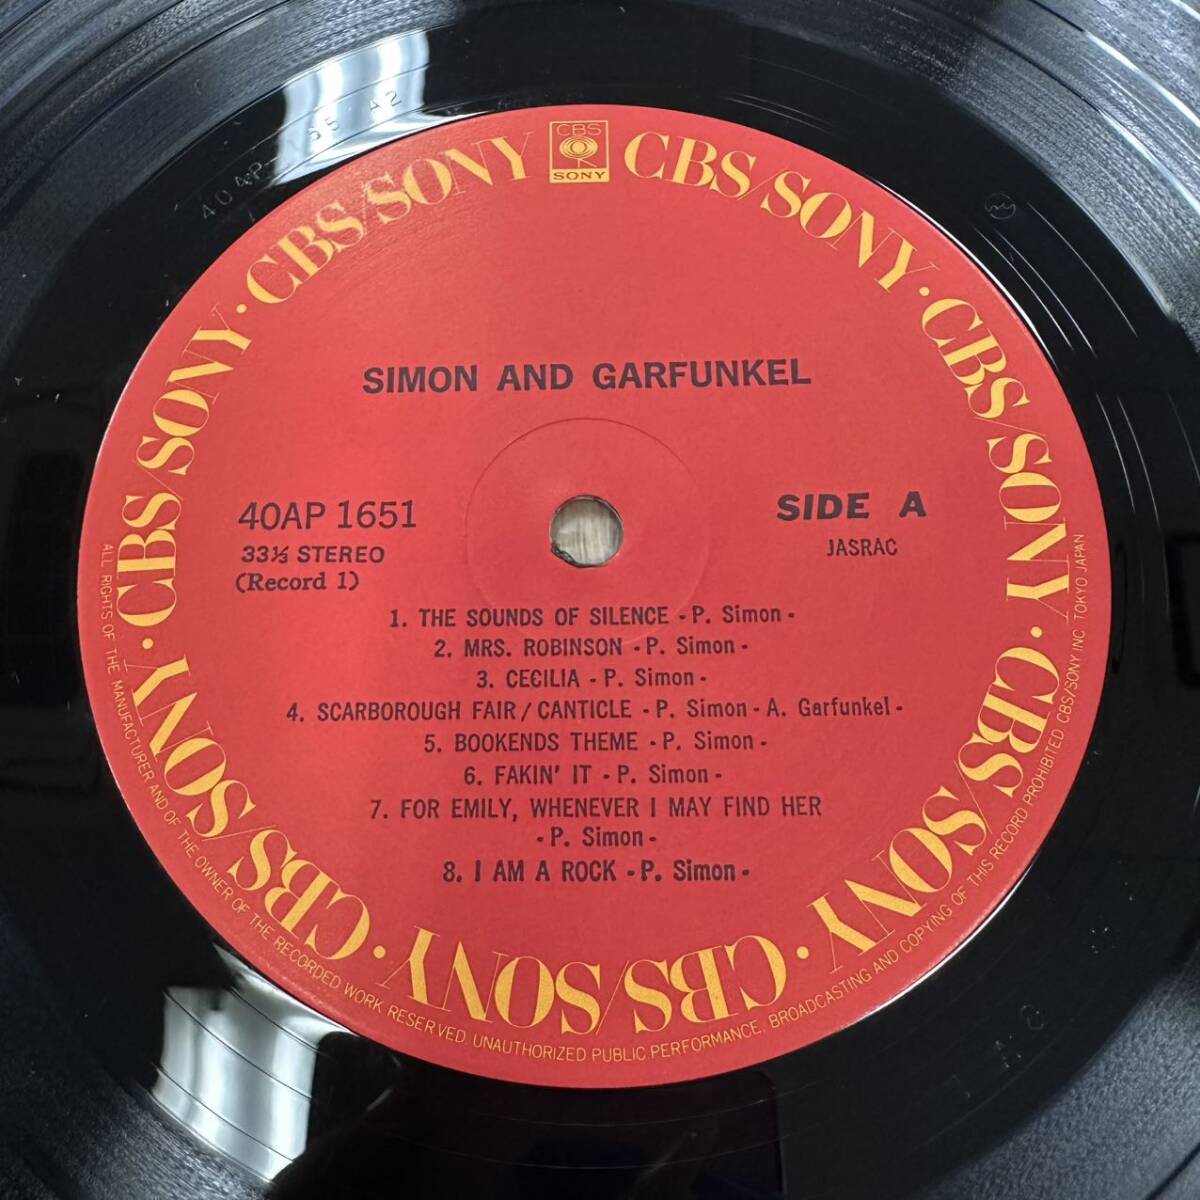 CBS
SONY
CBS/SONY · CBS/SONY · CBS/SONY · CBS/SONY · CBS/SONY · CBS/SONY · CBS/SONY · CBS/SONY
SIMON AND GARFUNKEL
40AP 1651
33⅓ STEREO
(Record 1)
SIDE A
JASRAC
1. THE SOUNDS OF SILENCE - P. Simon -
2. MRS. ROBINSON - P. Simon -
3. CECILIA - P. Simon -
4. SCARBOROUGH FAIR / CANTICLE - P. Simon - A. Garfunkel -
5. BOOKENDS THEME - P. Simon -
6. FAKIN' IT - P. Simon -
7. FOR EMILY, WHENEVER I MAY FIND HER
- P. Simon -
8. I AM A ROCK - P. Simon -
ALL RIGHTS OF THE MANUFACTURER AND OF THE OWNER OF THE RECORDED WORK RESERVED. UNAUTHORIZED PUBLIC PERFORMANCE, BROADCASTING AND COPYING OF THIS RECORD PROHIBITED CBS/SONY INC. TOKYO JAPAN
40AP
A2